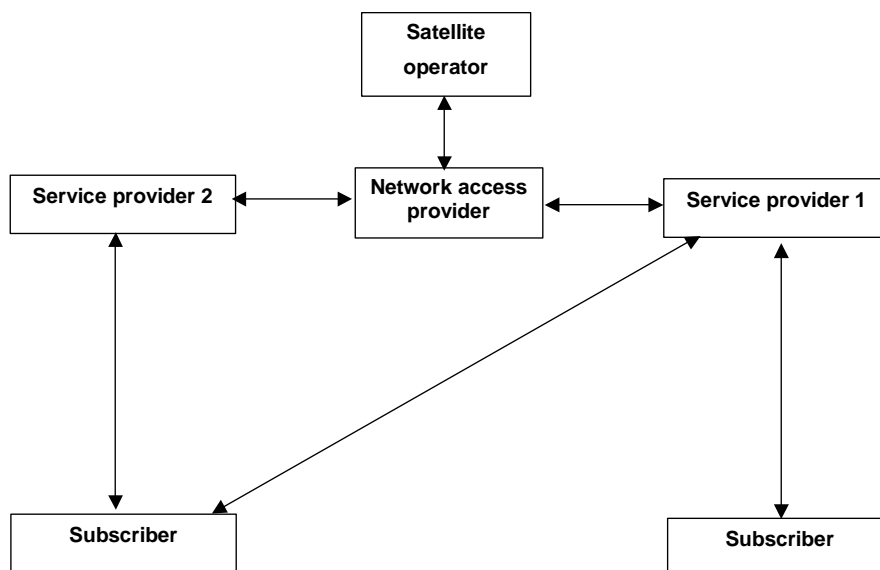 Satellite
operator
Service provider 2
Network access
provider
Service provider 1
Subscriber
Subscriber